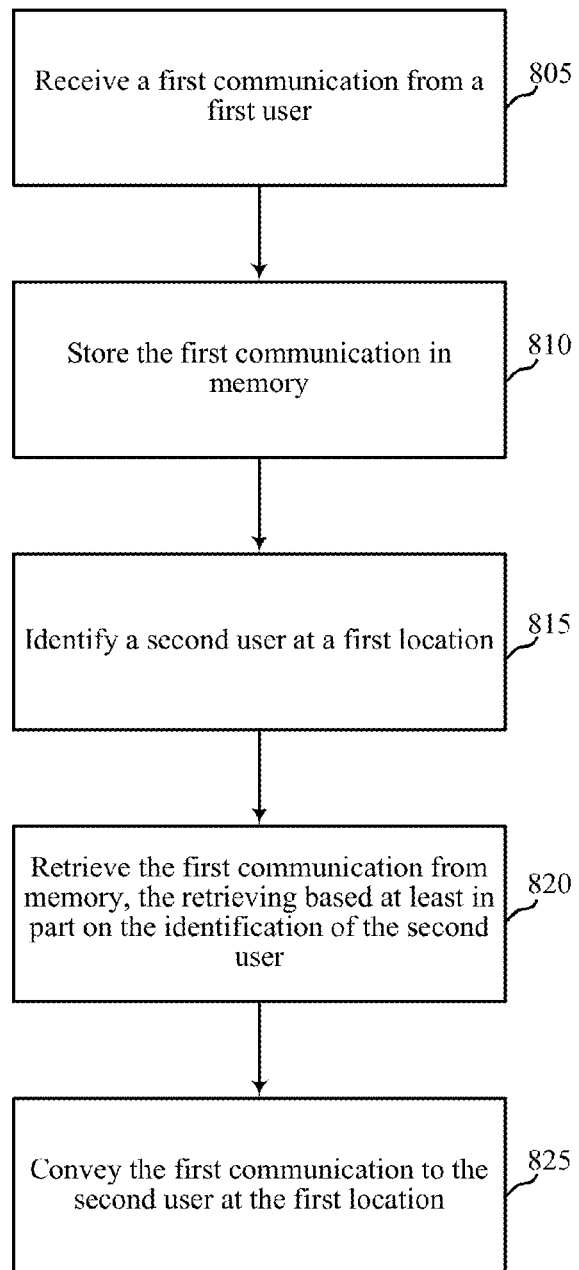 Receive a first communication from a
first user
805
Store the first communication in
memory
810
Identify a second user at a first location
815
Retrieve the first communication from
memory, the retrieving based at least in
part on the identification of the second
user
820
Convey the first communication to the
second user at the first location
825